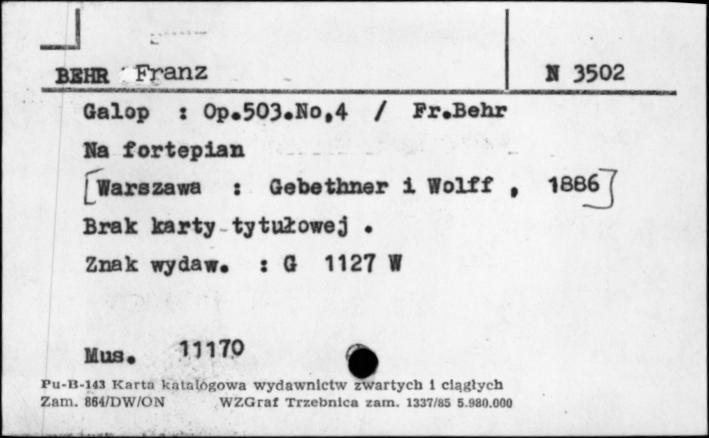 BEHR Franz N 3502
Galop : Op.503.No,4 / Fr.Behr
Na fortepian
[Warszawa : Gebethner i Wolff , 1886]
Brak karty tytułowej .
Znak wydaw. : G 1127 W
Mus. 11170
Pu-B-143 Karta katalogowa wydawnictw zwartych i ciągłych
Zam. 864/DW/ON WZGraf Trzebnica zam. 1337/85 5.980.000